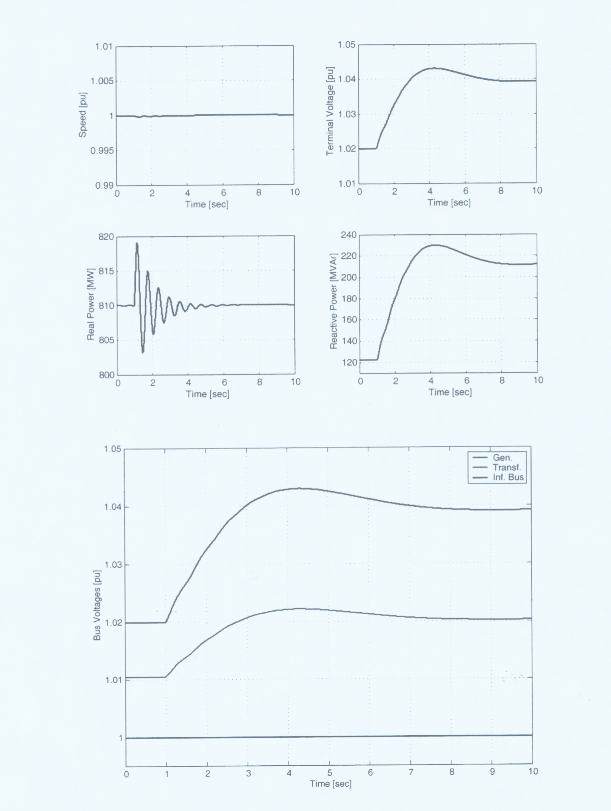 1.01
1.005
1
0.995
0.99
Speed [pu]
0 2 4 6 8 10
Time [sec]
1.05
1.04
1.03
1.02
1.01
Terminal Voltage [pu]
0 2 4 6 8 10
Time [sec]
820
815
810
805
800
Real Power [MW]
0 2 4 6 8 10
Time [sec]
240
220
200
180
160
140
120
Reactive Power [MVAr]
0 2 4 6 8 10
Time [sec]
1.05
1.04
1.03
1.02
1.01
1
Bus Voltages [pu]
Gen.
Transf.
Inf. Bus
0 1 2 3 4 5 6 7 8 9 10
Time [sec]